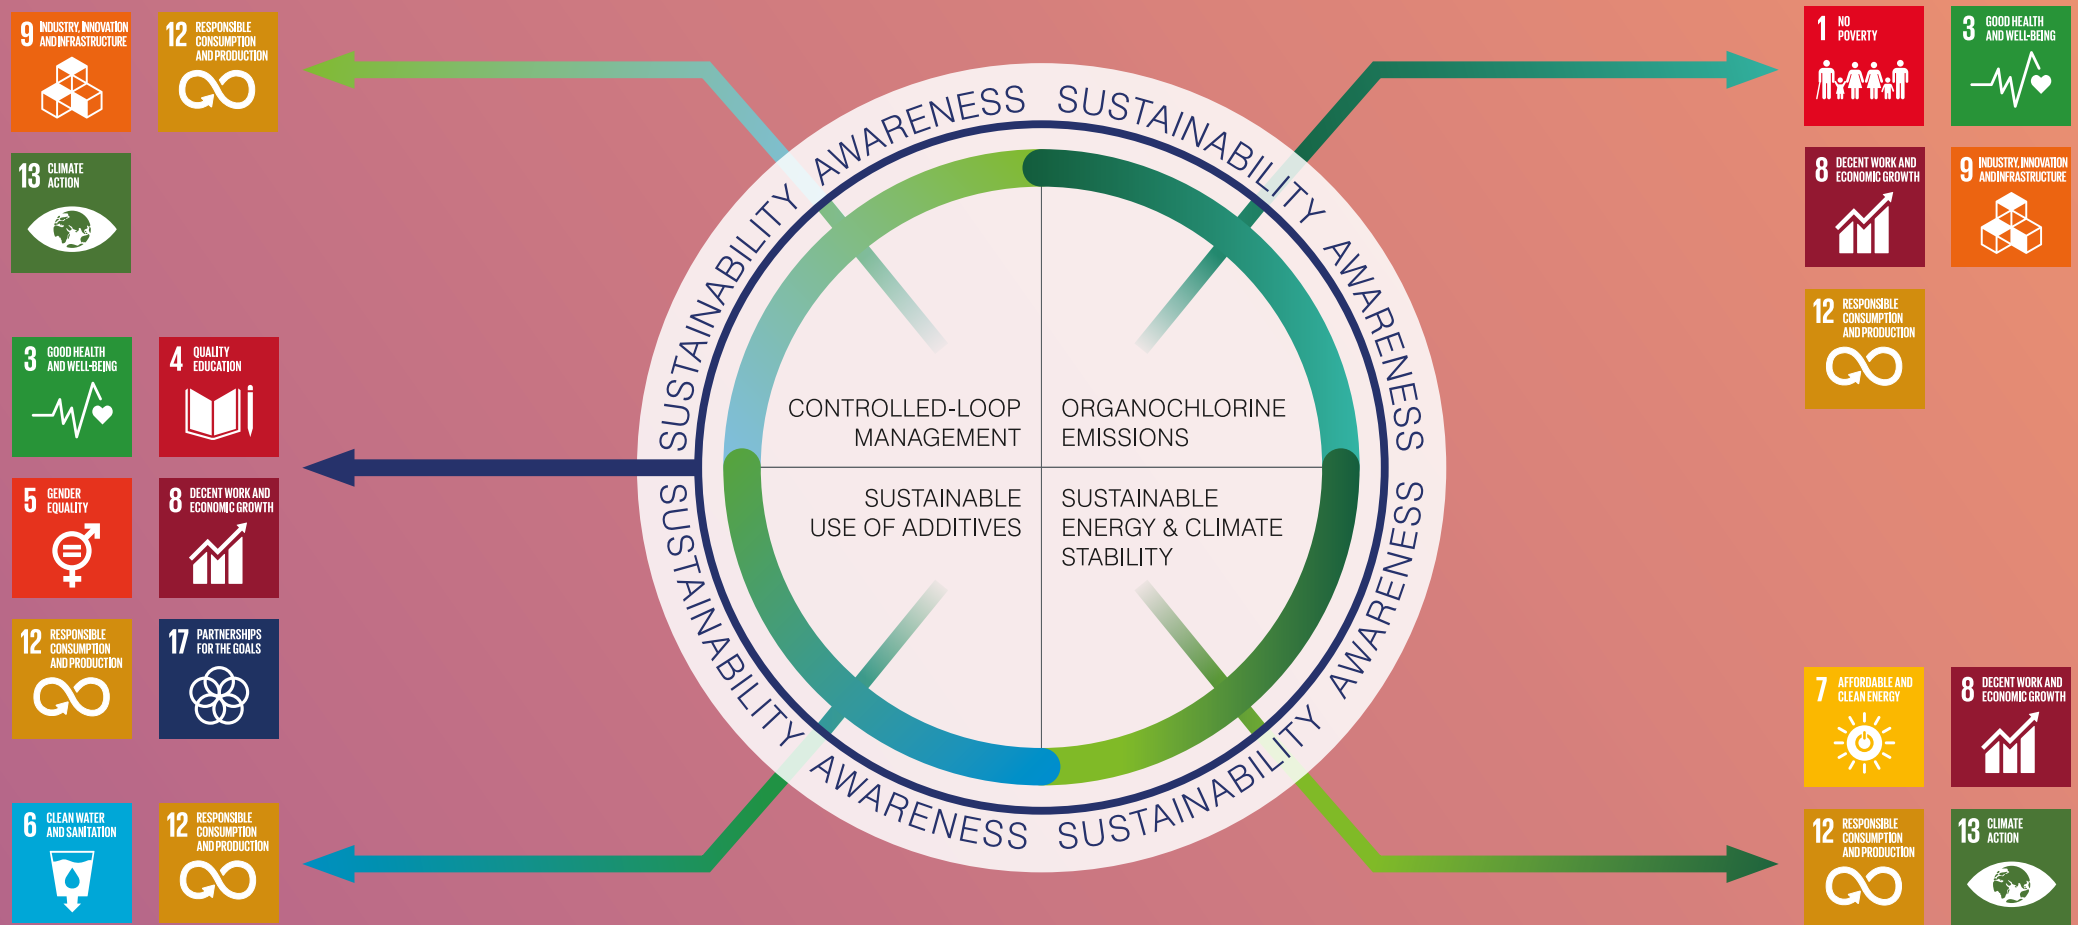 9 INDUSTRY, INNOVATION
AND INFRASTRUCTURE
12 RESPONSIBLE
CONSUMPTION
AND PRODUCTION
13 CLIMATE
ACTION
3 GOOD HEALTH
AND WELL-BEING
4 QUALITY
EDUCATION
5 GENDER
EQUALITY
8 DECENT WORK AND
ECONOMIC GROWTH
12 RESPONSIBLE
CONSUMPTION
AND PRODUCTION
17 PARTNERSHIPS
FOR THE GOALS
6 CLEAN WATER
AND SANITATION
12 RESPONSIBLE
CONSUMPTION
AND PRODUCTION
SUSTAINABILITY AWARENESS
SUSTAINABILITY AWARENESS
SUSTAINABILITY AWARENESS
SUSTAINABILITY AWARENESS
CONTROLLED-LOOP
MANAGEMENT
ORGANOCHLORINE
EMISSIONS
SUSTAINABLE
USE OF ADDITIVES
SUSTAINABLE
ENERGY & CLIMATE
STABILITY
1 NO
POVERTY
3 GOOD HEALTH
AND WELL-BEING
8 DECENT WORK AND
ECONOMIC GROWTH
9 INDUSTRY, INNOVATION
AND INFRASTRUCTURE
12 RESPONSIBLE
CONSUMPTION
AND PRODUCTION
7 AFFORDABLE AND
CLEAN ENERGY
8 DECENT WORK AND
ECONOMIC GROWTH
12 RESPONSIBLE
CONSUMPTION
AND PRODUCTION
13 CLIMATE
ACTION